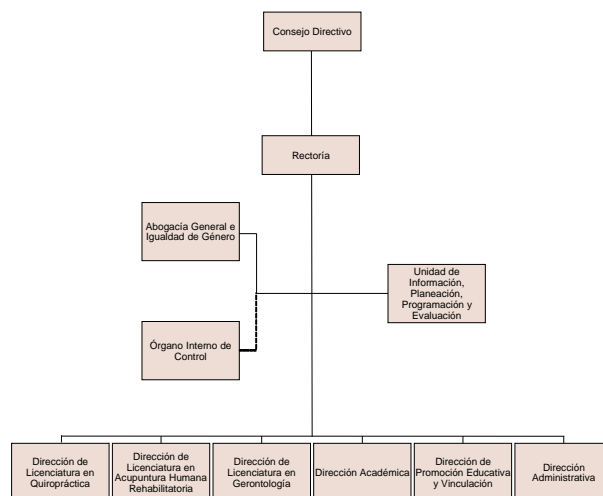 Consejo Directivo
Rectoría
Abogacía General e
Igualdad de Género
Unidad de
Información,
Planeación,
Programación y
Evaluación
Órgano Interno de
Control
Dirección de
Licenciatura en
Quiropráctica
Dirección de
Licenciatura en
Acupuntura Humana
Rehabilitatoria
Dirección de
Licenciatura en
Gerontología
Dirección Académica
Dirección de
Promoción Educativa
y Vinculación
Dirección
Administrativa